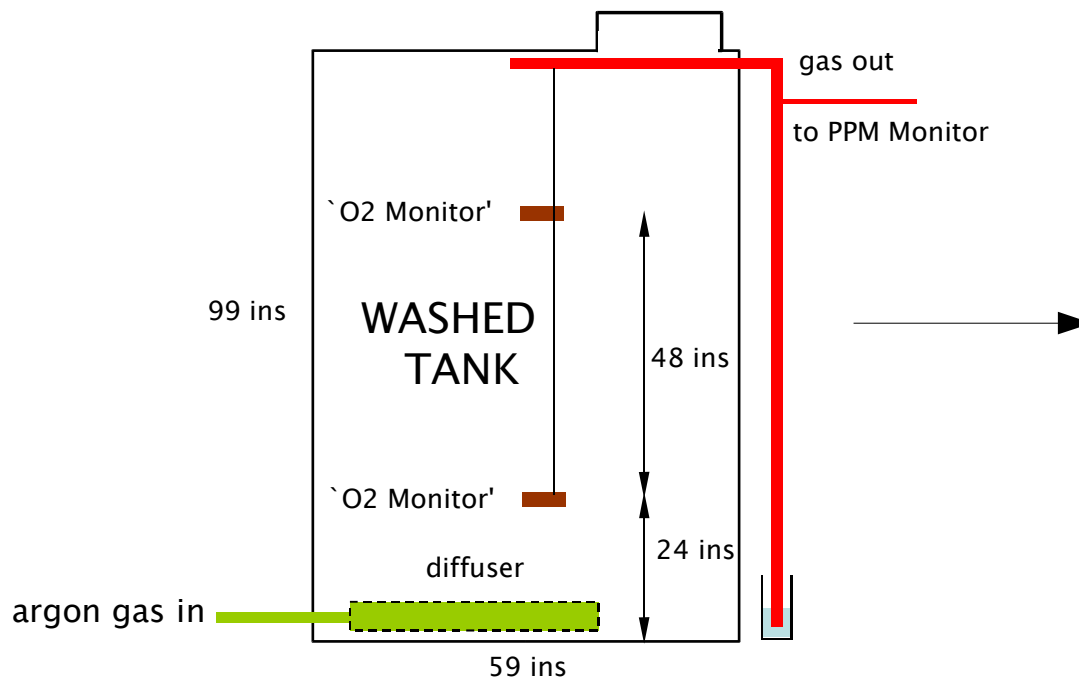 gas out
to PPM Monitor
`O2 Monitor'
99 ins
WASHED
TANK
48 ins
`O2 Monitor'
24 ins
diffuser
argon gas in
59 ins